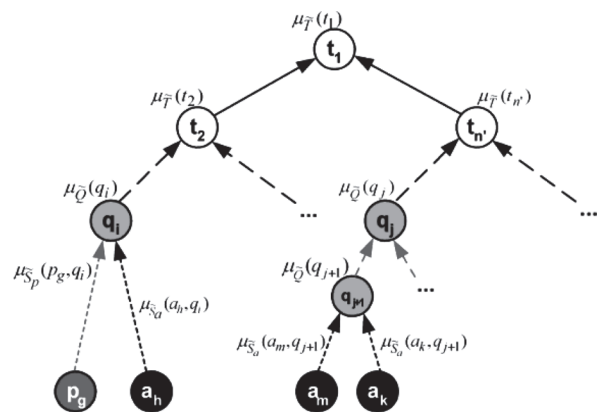 μ_T̃(t₁)
t₁
μ_T̃(t₂)
t₂
μ_T̃(t_n')
t_n'
μ_Q̃(q_i)
q_i
...
μ_Q̃(q_j)
q_j
...
μ_S̃p(p_g,q_i)
μ_S̃a(a_h,q_i)
μ_Q̃(q_j+1)
q_j+1
...
μ_S̃a(a_m,q_j+1)
μ_S̃a(a_k,q_j+1)
p_g
a_h
a_m
a_k